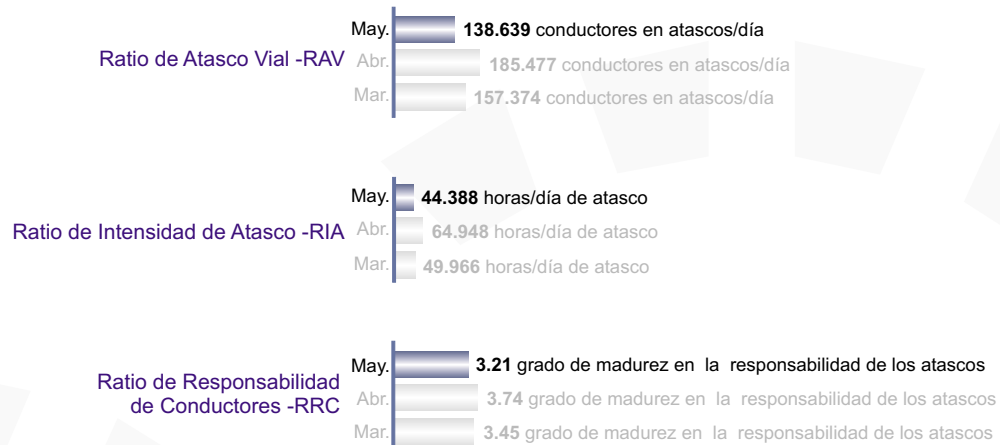 May. 138.639 conductores en atascos/día
Ratio de Atasco Vial -RAV Abr. 185.477 conductores en atascos/día
Mar. 157.374 conductores en atascos/día
May. 44.388 horas/día de atasco
Ratio de Intensidad de Atasco -RIA Abr. 64.948 horas/día de atasco
Mar. 49.966 horas/día de atasco
May. 3.21 grado de madurez en la responsabilidad de los atascos
Ratio de Responsabilidad
de Conductores -RRC
Abr. 3.74 grado de madurez en la responsabilidad de los atascos
Mar. 3.45 grado de madurez en la responsabilidad de los atascos